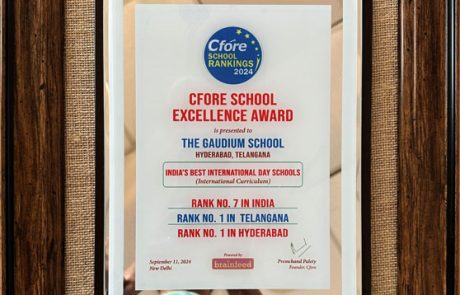 Cfore
SCHOOL
RANKINGS
2024
CFORE SCHOOL
EXCELLENCE AWARD
is presented to
THE GAUDIUM SCHOOL
HYDERABAD, TELANGANA
INDIA'S BEST INTERNATIONAL DAY SCHOOLS
(International Curriculum)
RANK NO. 7 IN INDIA
RANK NO. 1 IN TELANGANA
RANK NO. 1 IN HYDERABAD
September 11, 2024
New Delhi
Powered by
brainfeed
Premchand Palety
Founder, Cfore